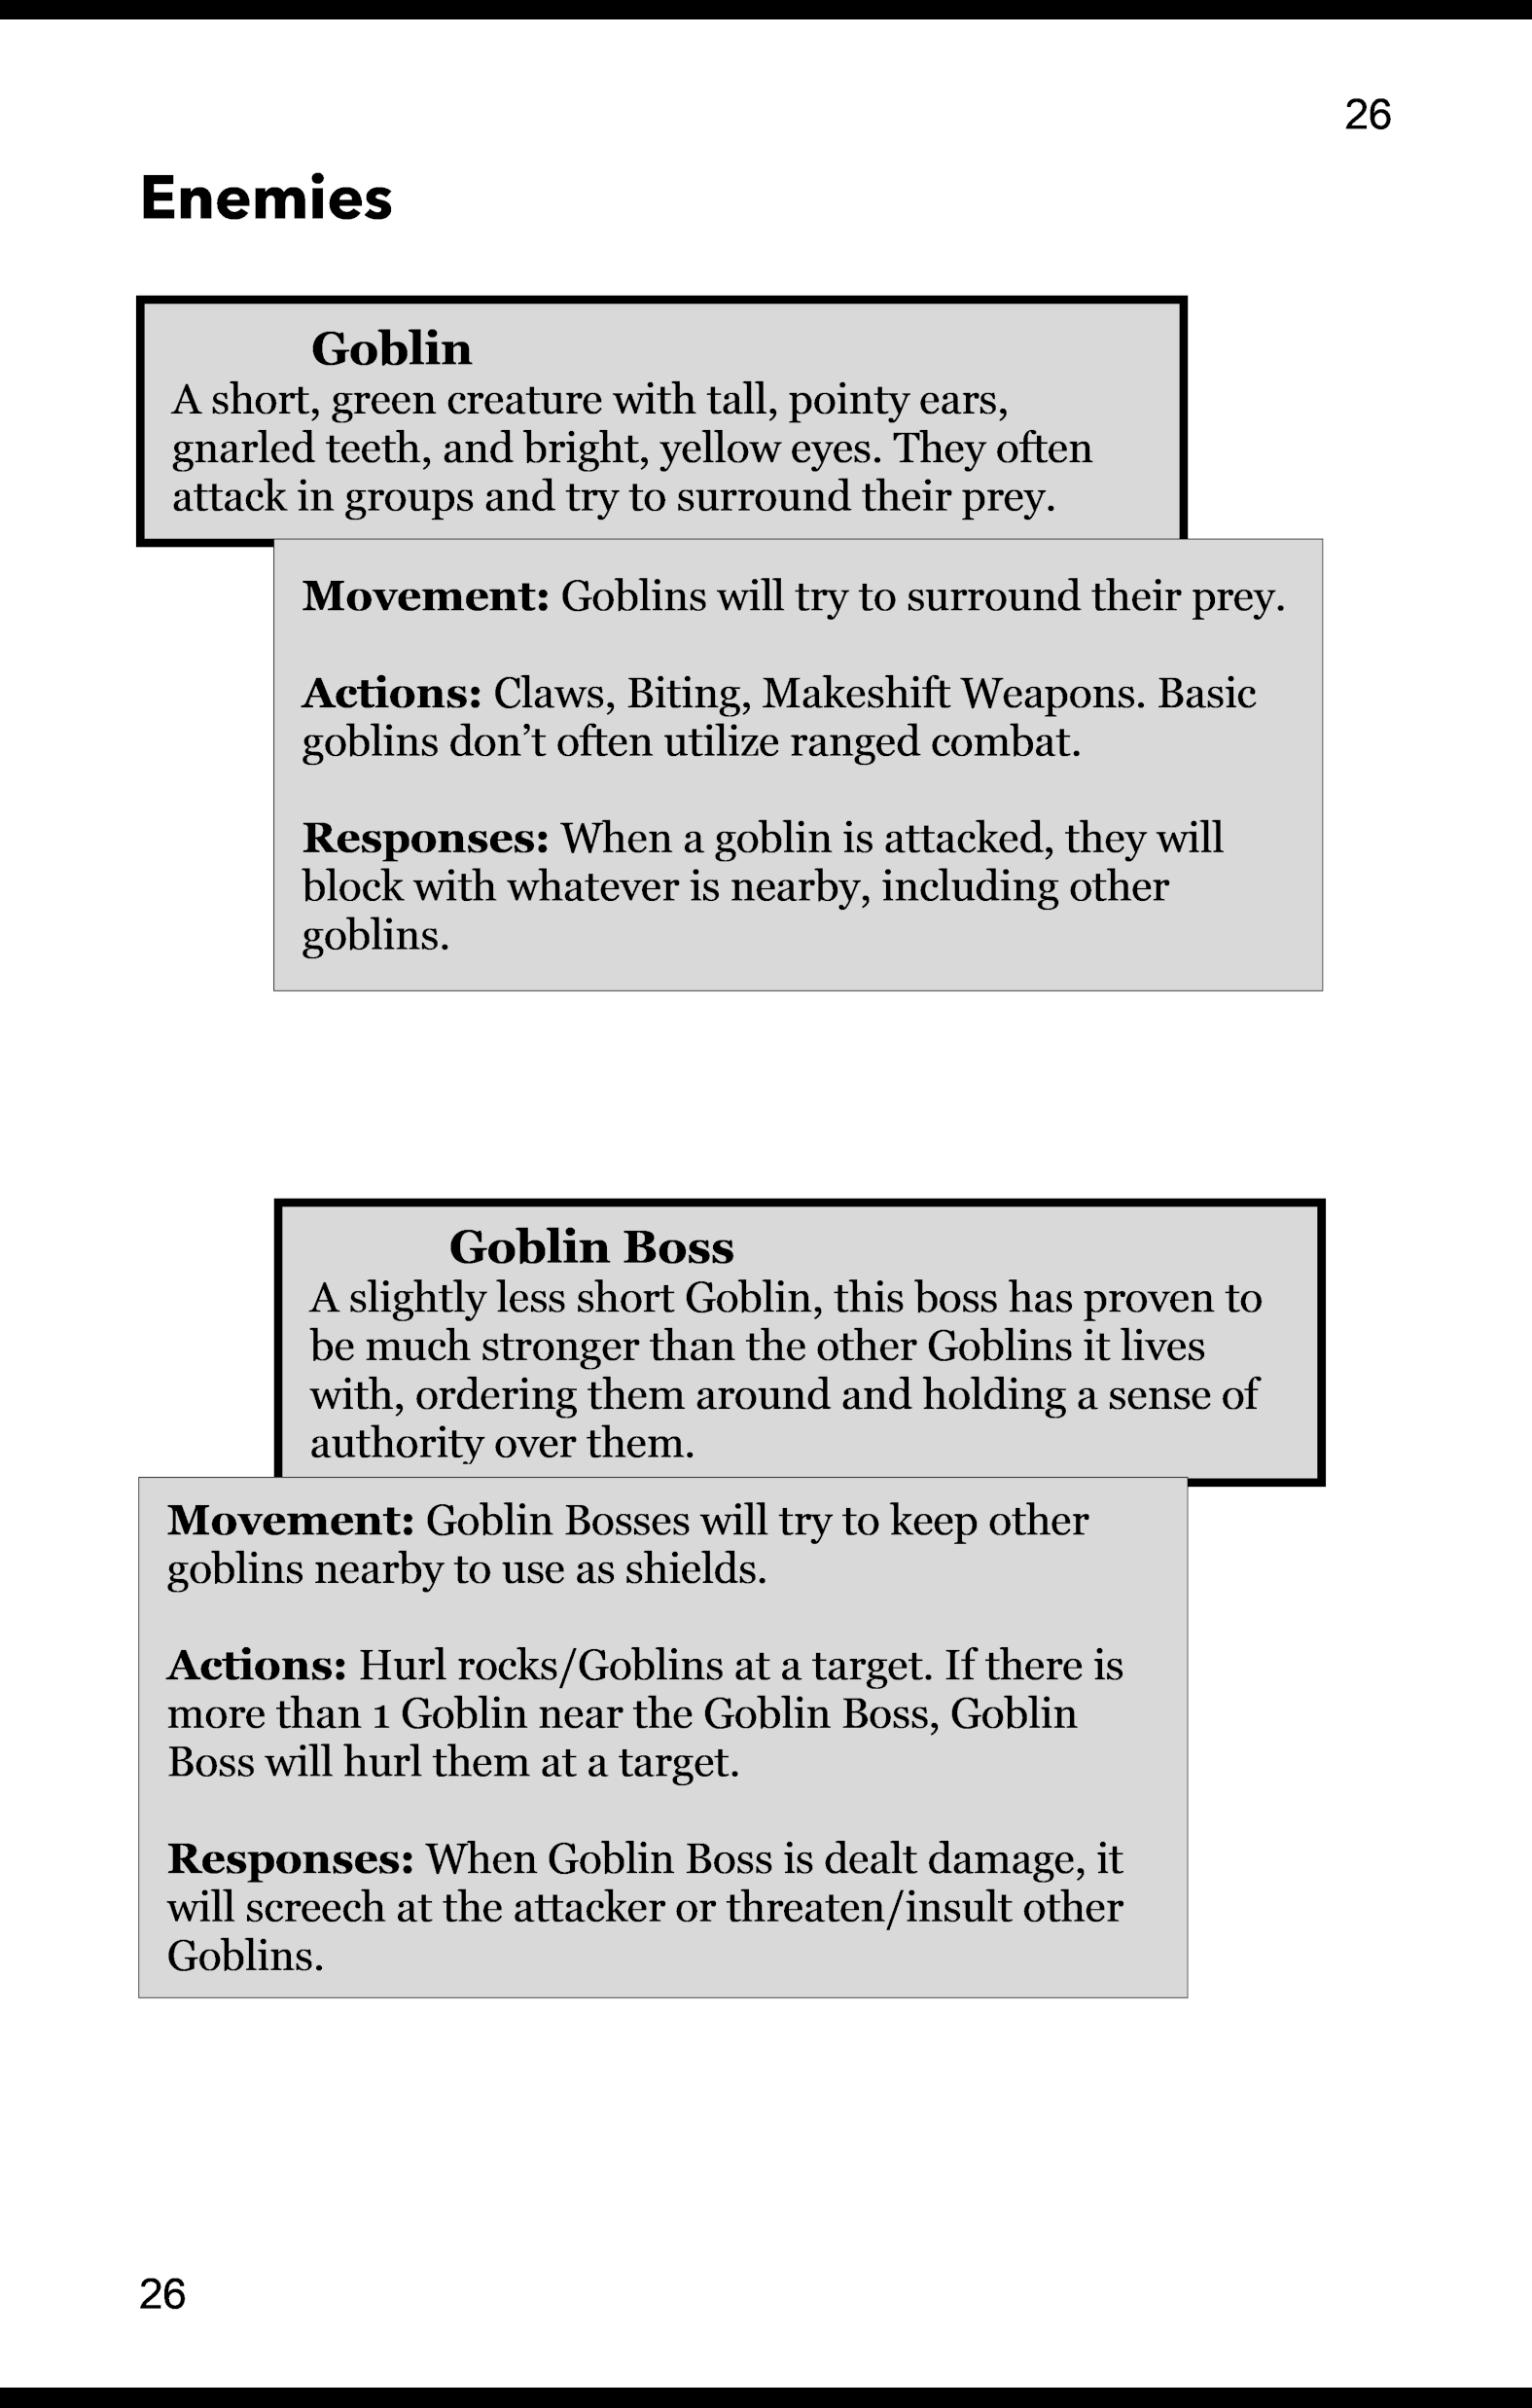 26
Enemies
Goblin
A short, green creature with tall, pointy ears,
gnarled teeth, and bright, yellow eyes. They often
attack in groups and try to surround their prey.
Movement: Goblins will try to surround their prey.
Actions: Claws, Biting, Makeshift Weapons. Basic
goblins don’t often utilize ranged combat.
Responses: When a goblin is attacked, they will
block with whatever is nearby, including other
goblins.
Goblin Boss
A slightly less short Goblin, this boss has proven to
be much stronger than the other Goblins it lives
with, ordering them around and holding a sense of
authority over them.
Movement: Goblin Bosses will try to keep other
goblins nearby to use as shields.
Actions: Hurl rocks/Goblins at a target. If there is
more than 1 Goblin near the Goblin Boss, Goblin
Boss will hurl them at a target.
Responses: When Goblin Boss is dealt damage, it
will screech at the attacker or threaten/insult other
Goblins.
26